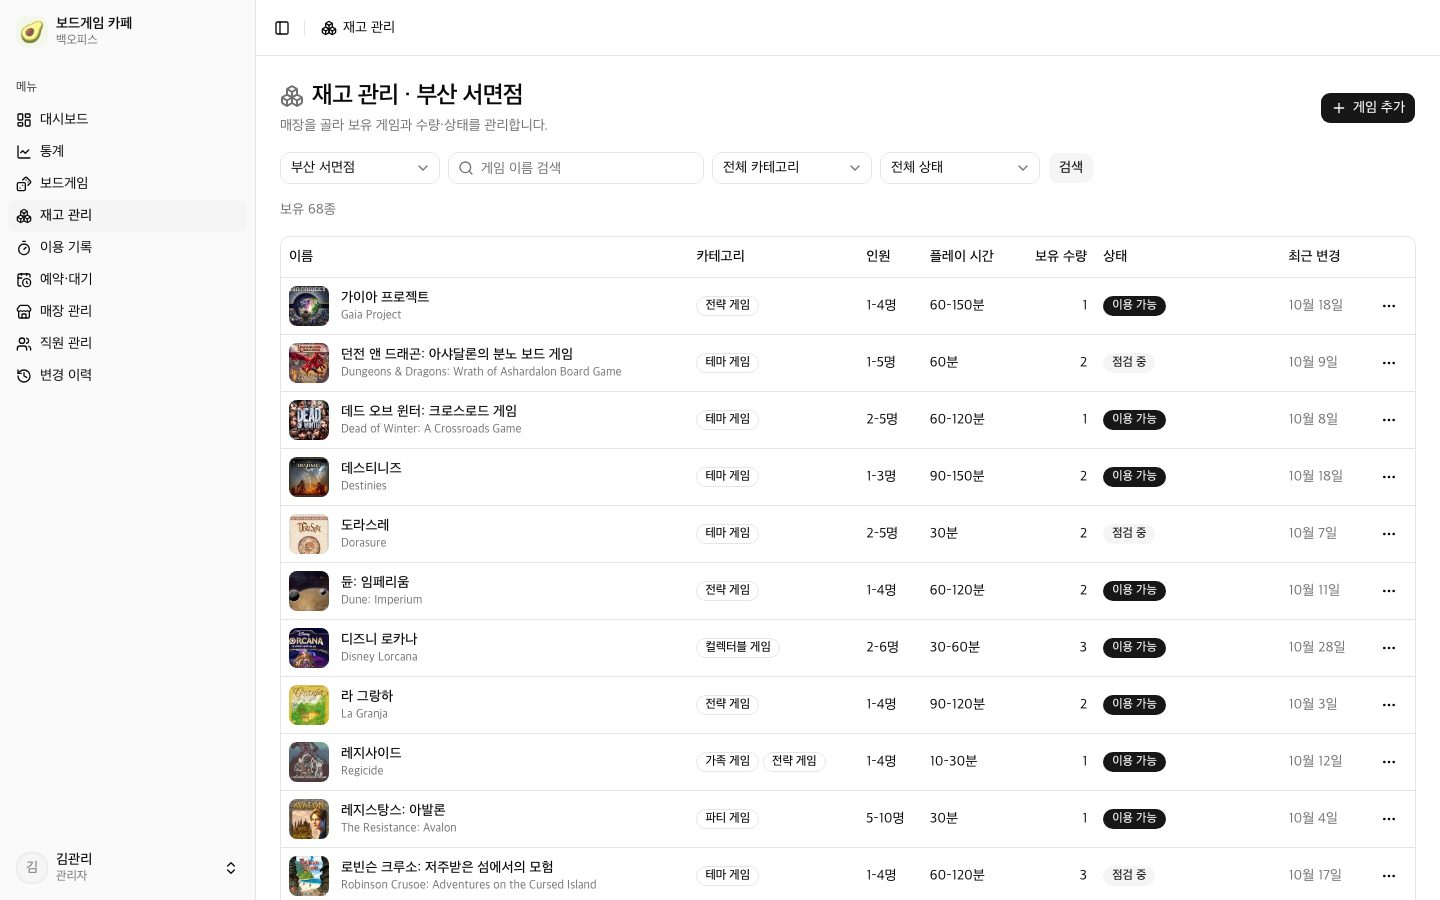 보드게임 카페
백오피스
메뉴
대시보드
통계
보드게임
재고 관리
이용 기록
예약·대기
매장 관리
직원 관리
변경 이력
김
김관리
관리자
재고 관리
재고 관리 · 부산 서면점
매장을 골라 보유 게임과 수량·상태를 관리합니다.
게임 추가
부산 서면점
게임 이름 검색
전체 카테고리
전체 상태
검색
보유 68종
이름 카테고리 인원 플레이 시간 보유 수량 상태 최근 변경
가이아 프로젝트
Gaia Project
전략 게임 1-4명 60-150분 1 이용 가능 10월 18일
던전 앤 드래곤: 아샤달론의 분노 보드 게임
Dungeons & Dragons: Wrath of Ashardalon Board Game
테마 게임 1-5명 60분 2 점검 중 10월 9일
데드 오브 윈터: 크로스로드 게임
Dead of Winter: A Crossroads Game
테마 게임 2-5명 60-120분 1 이용 가능 10월 8일
데스티니즈
Destinies
테마 게임 1-3명 90-150분 2 이용 가능 10월 18일
도라스레
Dorasure
테마 게임 2-5명 30분 2 점검 중 10월 7일
듄: 임페리움
Dune: Imperium
전략 게임 1-4명 60-120분 2 이용 가능 10월 11일
디즈니 로카나
Disney Lorcana
컬렉터블 게임 2-6명 30-60분 3 이용 가능 10월 28일
라 그랑하
La Granja
전략 게임 1-4명 90-120분 2 이용 가능 10월 3일
레지사이드
Regicide
가족 게임 전략 게임 1-4명 10-30분 1 이용 가능 10월 12일
레지스탕스: 아발론
The Resistance: Avalon
파티 게임 5-10명 30분 1 이용 가능 10월 4일
로빈슨 크루소: 저주받은 섬에서의 모험
Robinson Crusoe: Adventures on the Cursed Island
테마 게임 1-4명 60-120분 3 점검 중 10월 17일